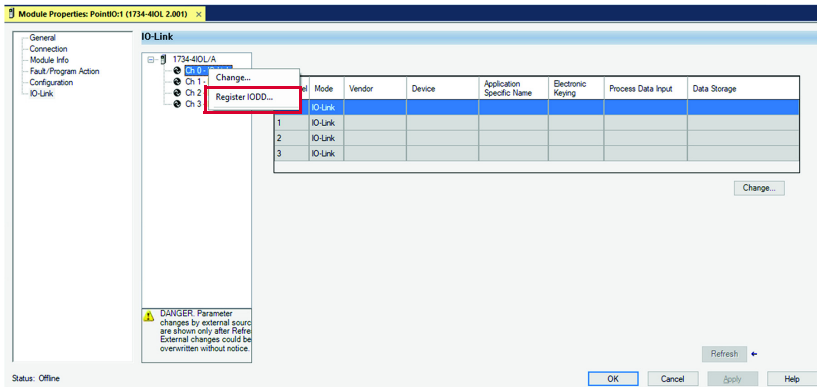 Module Properties: PointIO:1 (1734-4IOL 2.001) ×
General
Connection
Module Info
Fault/Program Action
Configuration
IO-Link
IO-Link
1734-4IOL/A
Ch 0 -
Ch 1 -
Ch 2
Ch 3
Change...
Register IODD...
Mode Vendor Device Application Specific Name Electronic Keying Process Data Input Data Storage
IO-Link
1 IO-Link
2 IO-Link
3 IO-Link
Change...
DANGER. Parameter
changes by external sourc
are shown only after Refre
External changes could be
overwritten without notice.
Refresh
Status: Offline
OK Cancel Apply Help